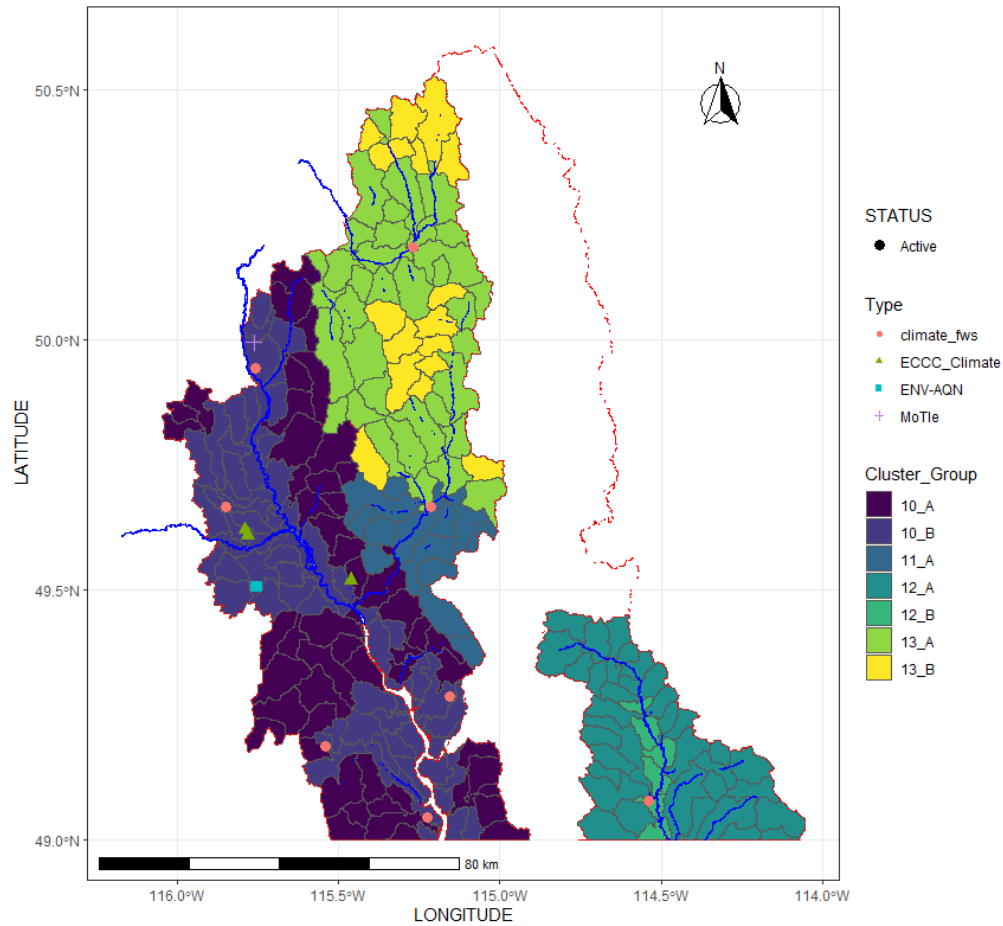 N
50.5°N
50.0°N
49.5°N
49.0°N
LATITUDE
80 km
116.0°W
115.5°W
115.0°W
114.5°W
114.0°W
LONGITUDE
STATUS
Active
Type
climate_fws
ECCC_Climate
ENV-AQN
MoTIe
Cluster_Group
10_A
10_B
11_A
12_A
12_B
13_A
13_B